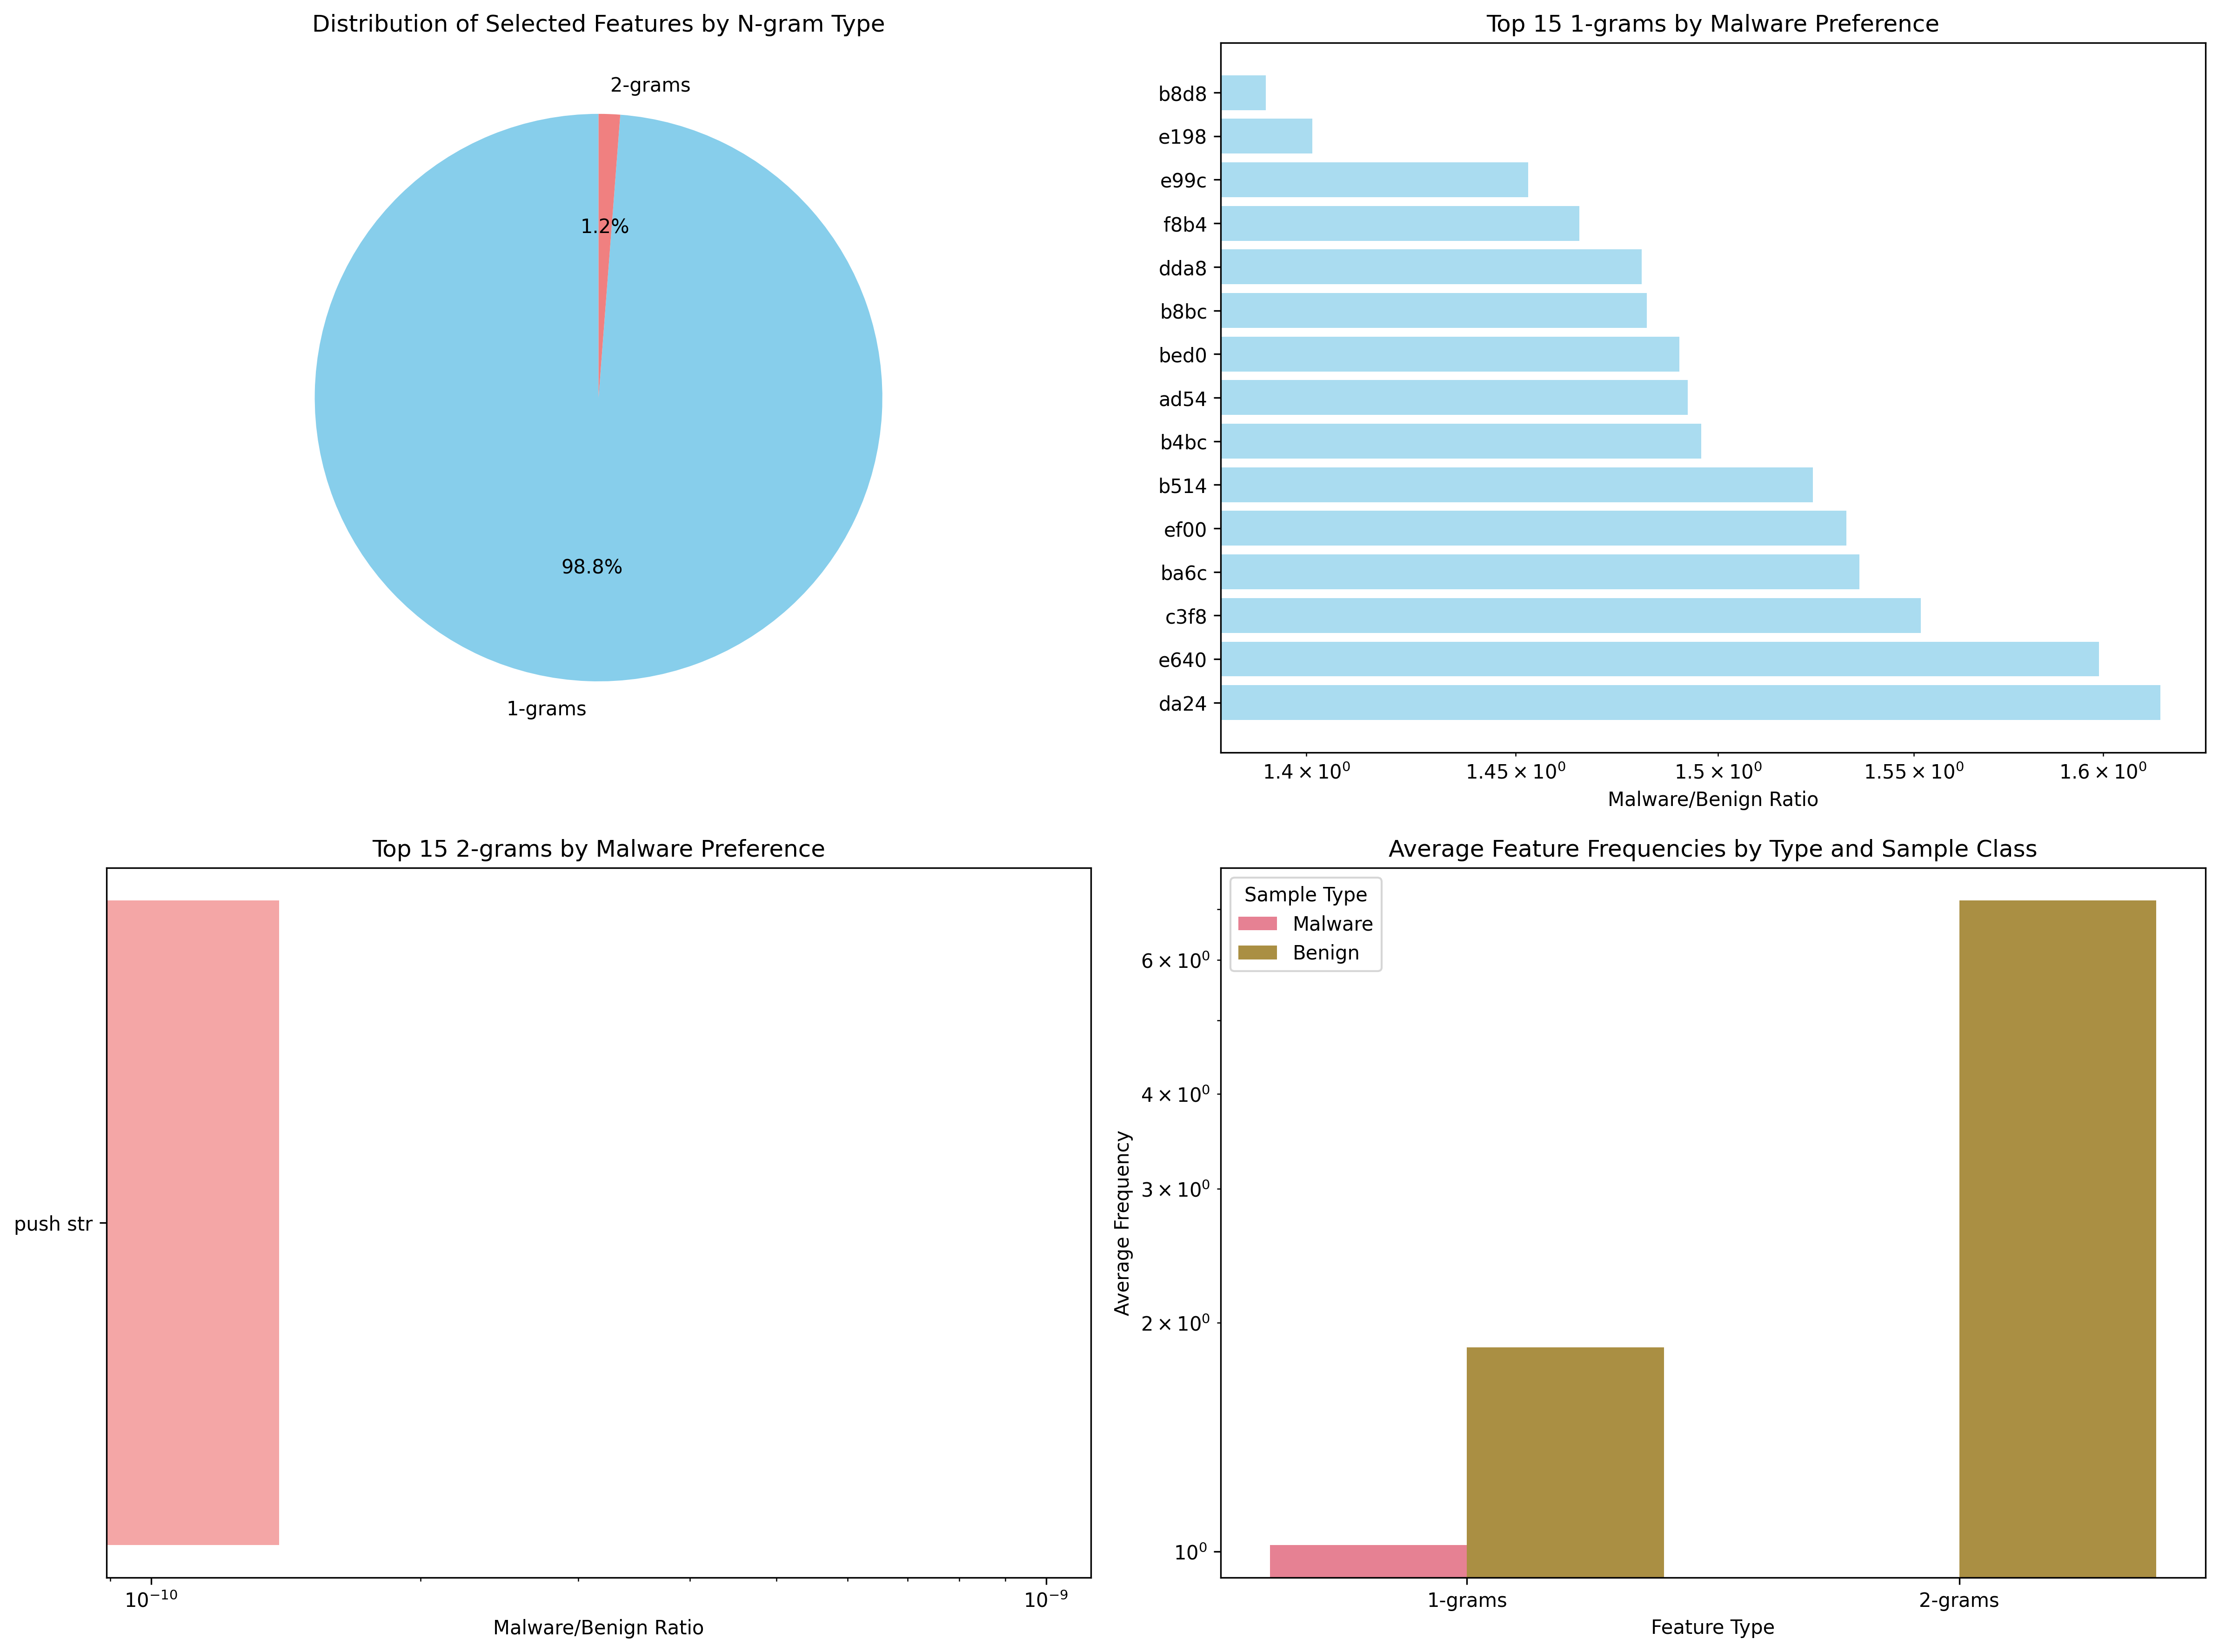 Distribution of Selected Features by N-gram Type
2-grams
1.2%
98.8%
1-grams
Top 15 1-grams by Malware Preference
b8d8
e198
e99c
f8b4
dda8
b8bc
bed0
ad54
b4bc
b514
ef00
ba6c
c3f8
e640
da24
1.4 × 10⁰ 1.45 × 10⁰ 1.5 × 10⁰ 1.55 × 10⁰ 1.6 × 10⁰
Malware/Benign Ratio
Top 15 2-grams by Malware Preference
push str
10⁻¹⁰ 10⁻⁹
Malware/Benign Ratio
Average Feature Frequencies by Type and Sample Class
Sample Type
Malware
Benign
6 × 10⁰
4 × 10⁰
3 × 10⁰
2 × 10⁰
10⁰
Average Frequency
1-grams 2-grams
Feature Type